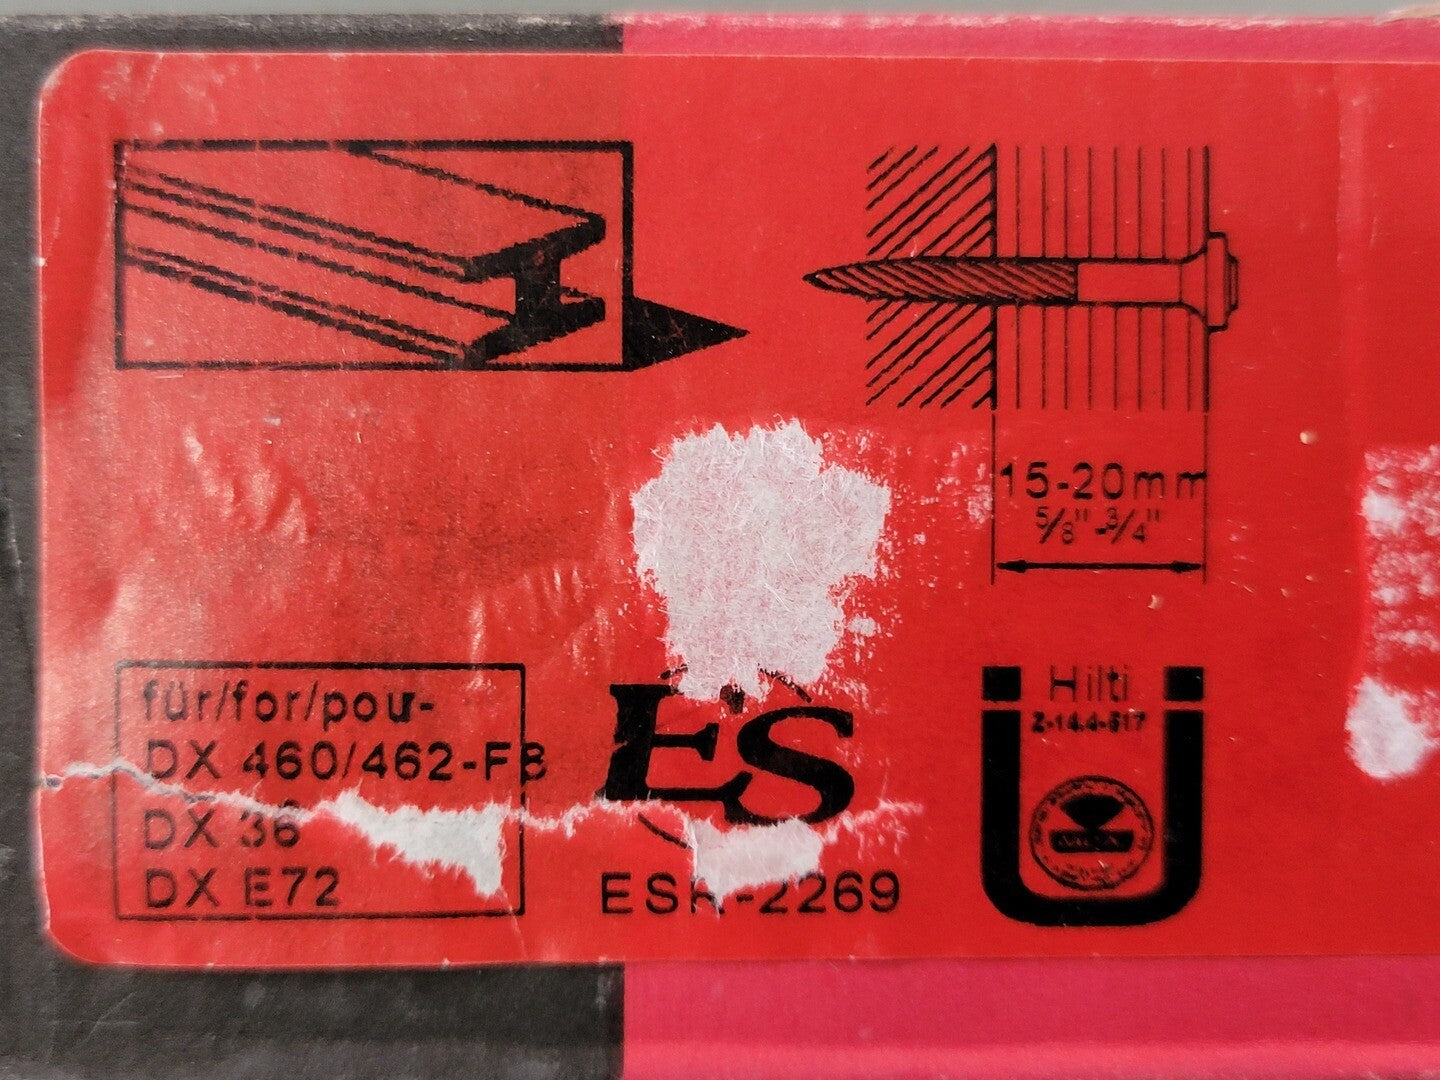 15-20mm
5/8"-3/4"
für/for/pour-
DX 460/462-F8
DX 36
DX E72
ES
ESR-2269
Hilti
Z-14.4-517